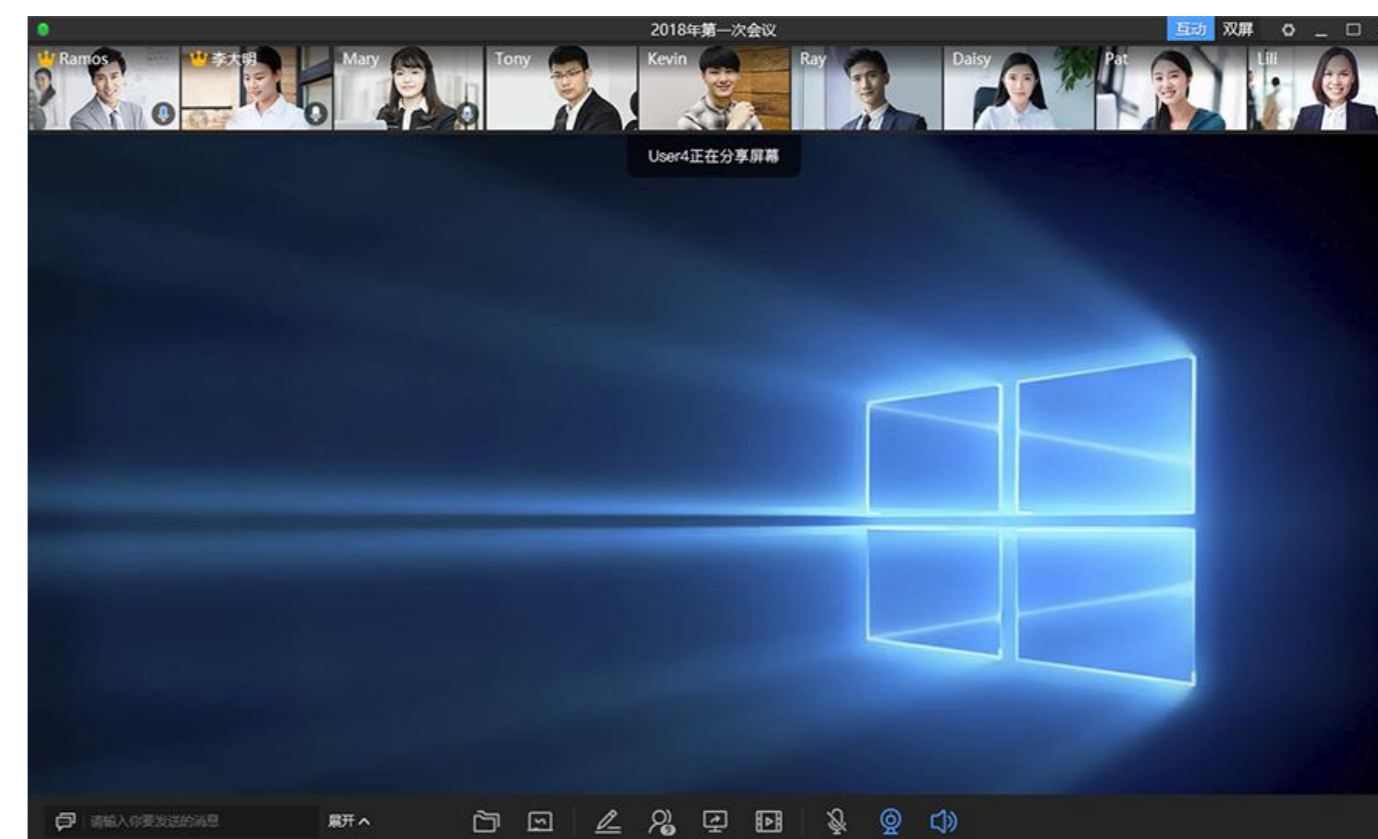 2018年第一次会议
互动 双屏
Ramos 李大明 Mary Tony Kevin Ray Daisy Pat Lili
User4正在分享屏幕
请输入你要发送的消息 展开
9